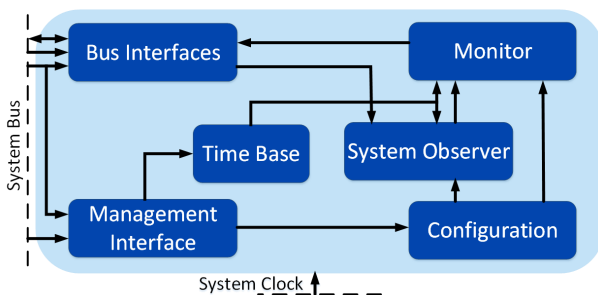 Bus Interfaces
Monitor
System Bus
Time Base
System Observer
Management
Interface
Configuration
System Clock